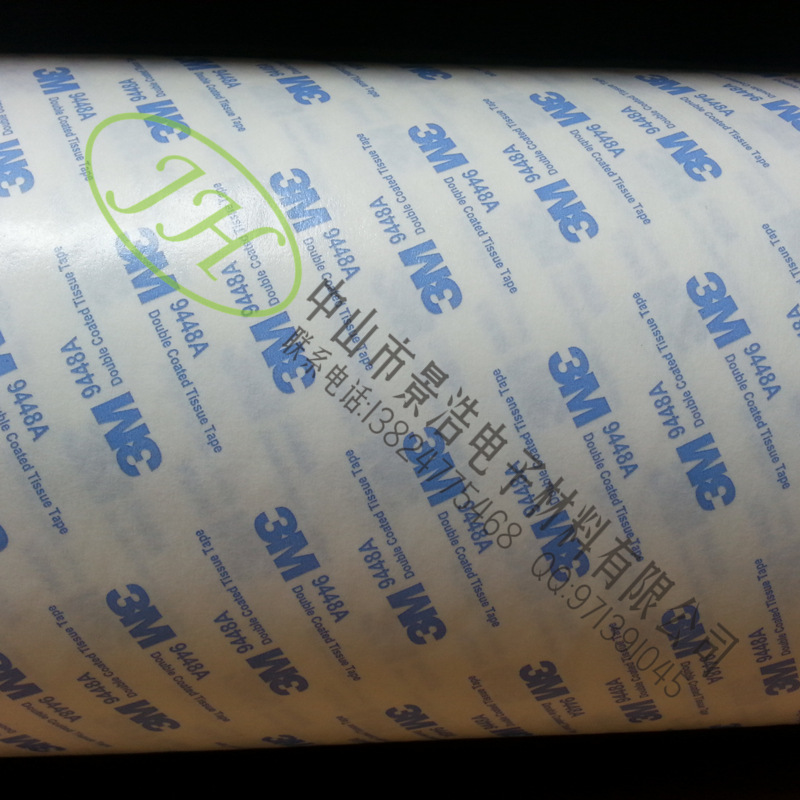 JH
3M 9448A
Double Coated Tissue Tape
中山市景浩电子材料有限公司
联系电话:13824715468 QQ:971391045